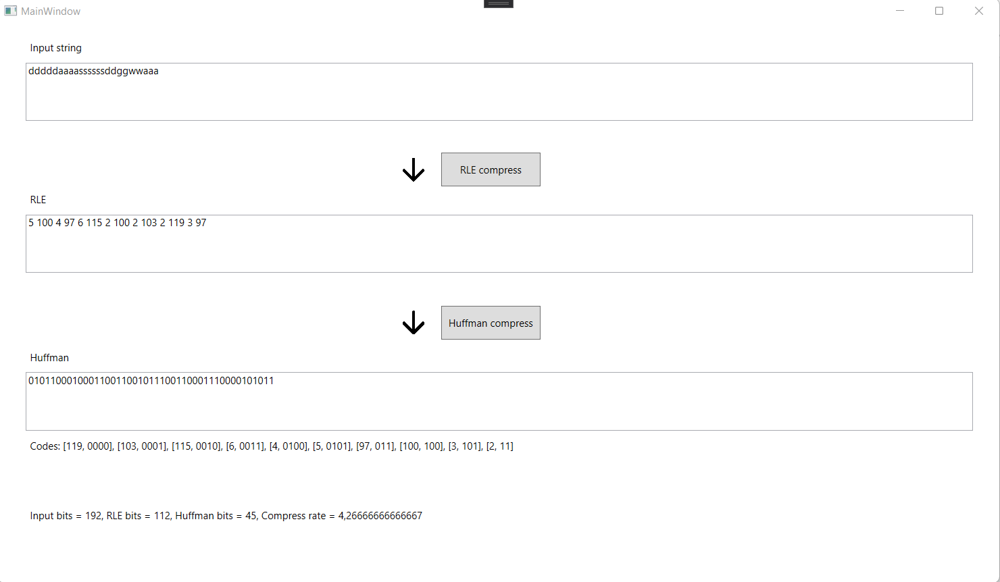 MainWindow
Input string
dddddaaaassssssddggwwaaa
RLE compress
RLE
5 100 4 97 6 115 2 100 2 103 2 119 3 97
Huffman compress
Huffman
010110001000110011001011100110001110000101011
Codes: [119, 0000], [103, 0001], [115, 0010], [6, 0011], [4, 0100], [5, 0101], [97, 011], [100, 100], [3, 101], [2, 11]
Input bits = 192, RLE bits = 112, Huffman bits = 45, Compress rate = 4,26666666666667